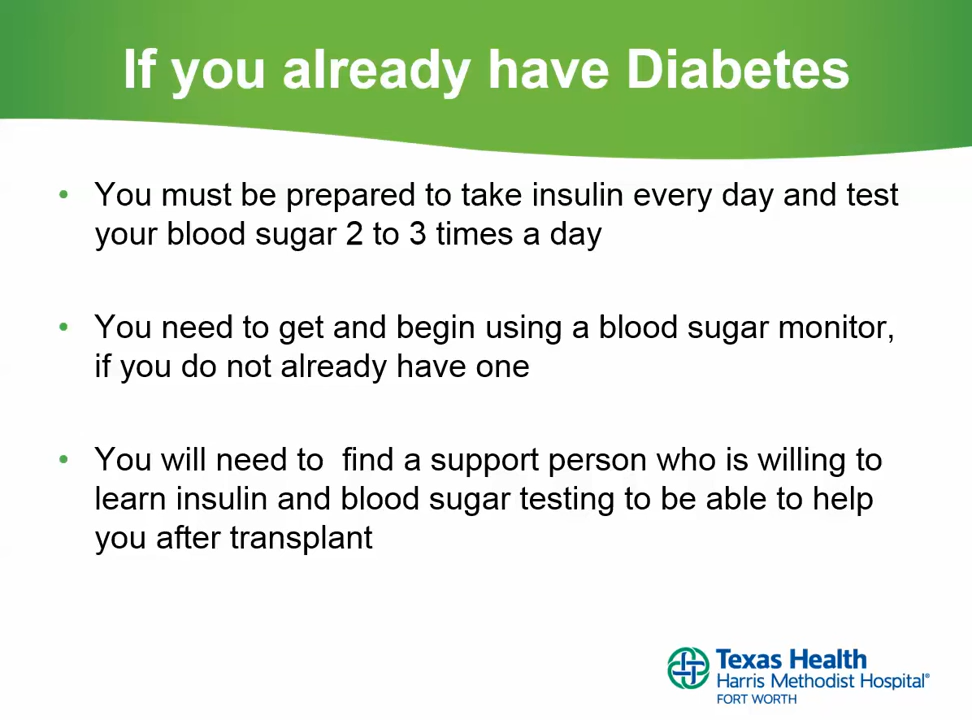 If you already have Diabetes
• You must be prepared to take insulin every day and test
your blood sugar 2 to 3 times a day
• You need to get and begin using a blood sugar monitor,
if you do not already have one
• You will need to  find a support person who is willing to
learn insulin and blood sugar testing to be able to help
you after transplant
Texas Health
Harris Methodist Hospital®
FORT WORTH